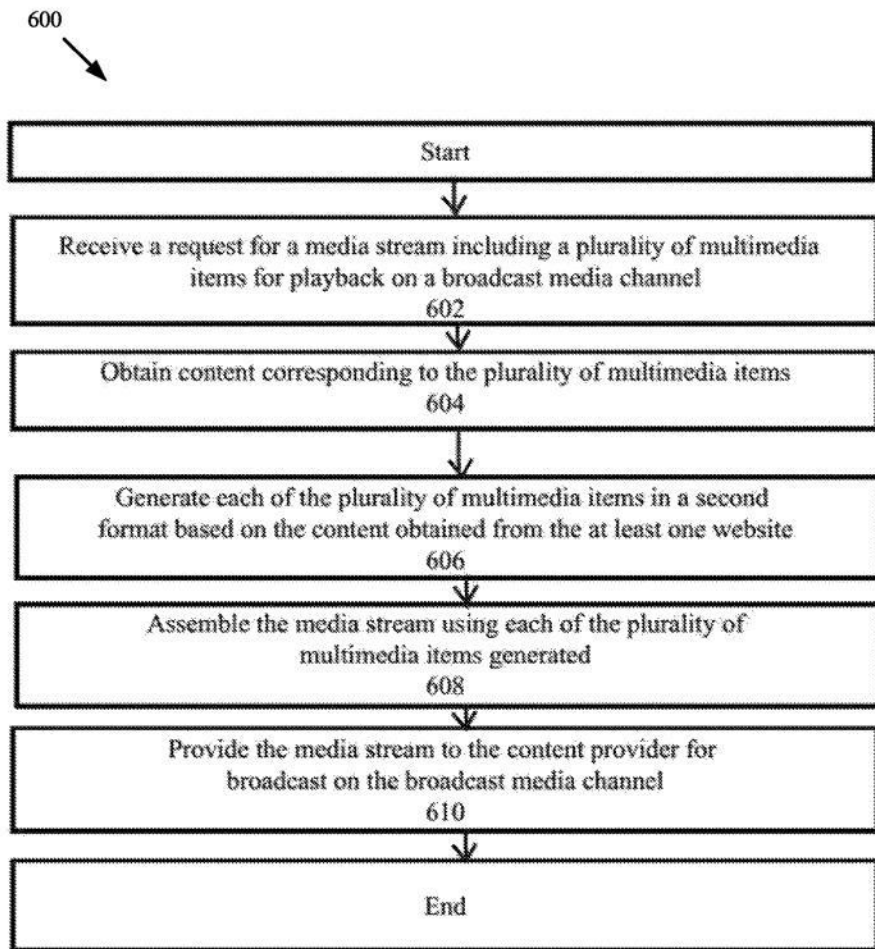 600
Start
Receive a request for a media stream including a plurality of multimedia
items for playback on a broadcast media channel
602
Obtain content corresponding to the plurality of multimedia items
604
Generate each of the plurality of multimedia items in a second
format based on the content obtained from the at least one website
606
Assemble the media stream using each of the plurality of
multimedia items generated
608
Provide the media stream to the content provider for
broadcast on the broadcast media channel
610
End